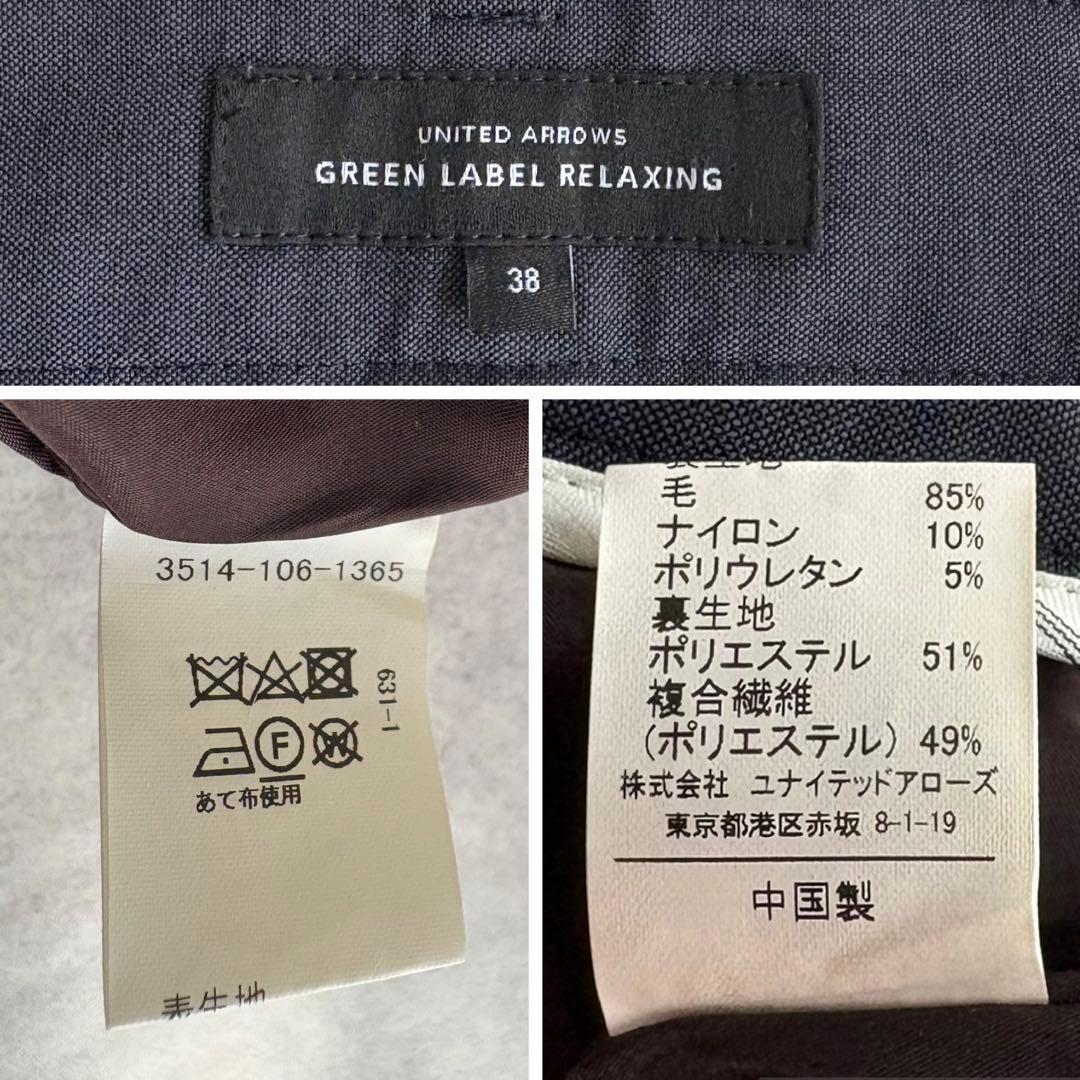 UNITED ARROWS
GREEN LABEL RELAXING
38
3514-106-1365
631-1
F
W
あて布使用
表生地
表生地
毛 85%
ナイロン 10%
ポリウレタン 5%
裏生地
ポリエステル 51%
複合繊維
(ポリエステル) 49%
株式会社 ユナイテッドアローズ
東京都港区赤坂 8-1-19
中国製